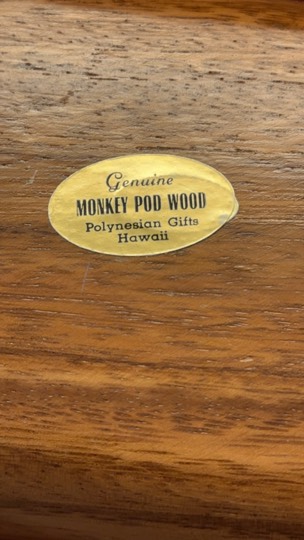 Genuine
MONKEY POD WOOD
Polynesian Gifts
Hawaii